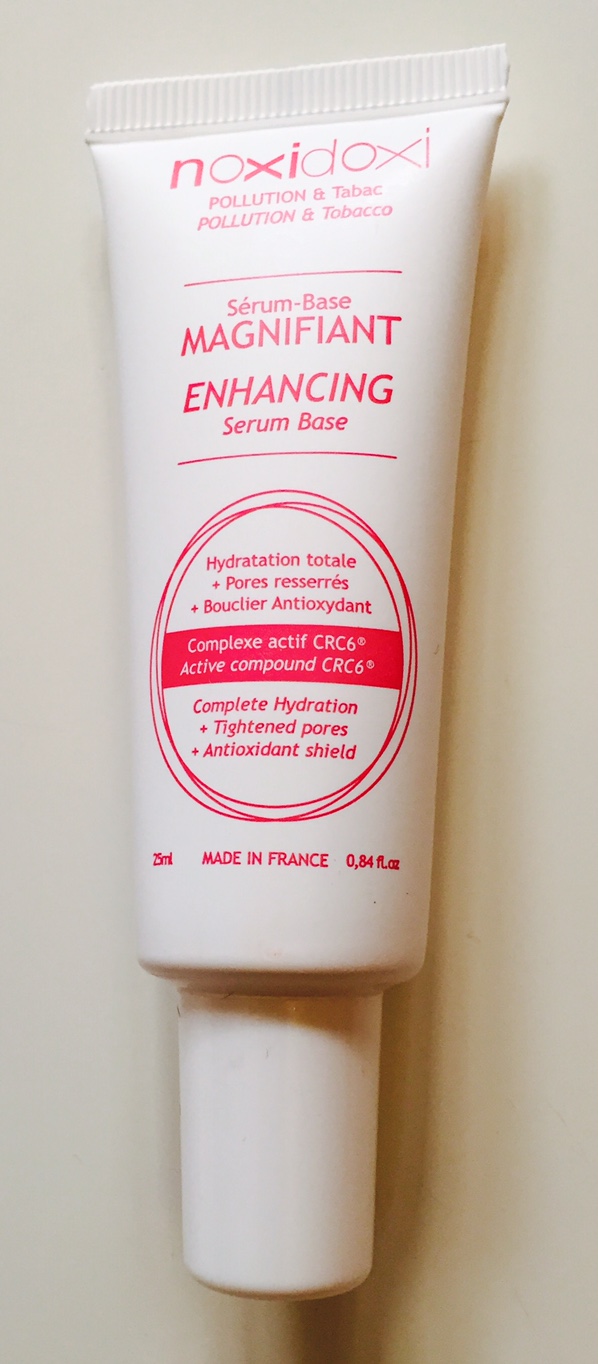 noxidoxi
POLLUTION & Tabac
POLLUTION & Tobacco
Sérum-Base
MAGNIFIANT
ENHANCING
Serum Base
Hydratation totale
+ Pores resserrés
+ Bouclier Antioxydant
Complexe actif CRC6®
Active compound CRC6®
Complete Hydration
+ Tightened pores
+ Antioxidant shield
25ml MADE IN FRANCE 0,84 fl.oz